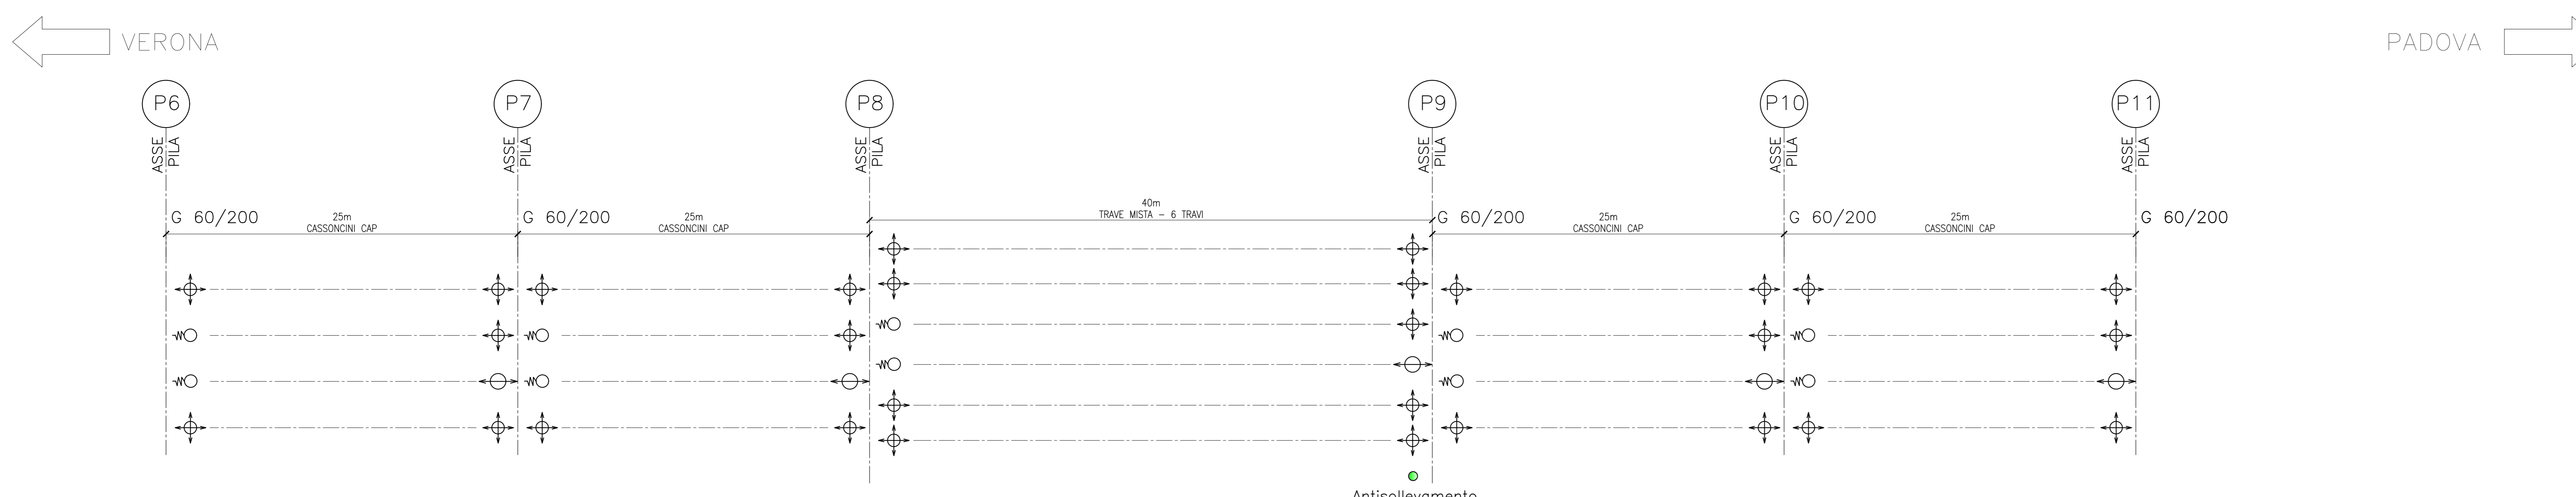 VERONA
PADOVA
P6
P7
P8
P9
P10
P11
ASSE
PILA
ASSE
PILA
ASSE
PILA
ASSE
PILA
ASSE
PILA
ASSE
PILA
40m
TRAVE MISTA – 6 TRAVI
G 60/200
25m
CASSONCINI CAP
G 60/200
25m
CASSONCINI CAP
G 60/200
25m
CASSONCINI CAP
G 60/200
25m
CASSONCINI CAP
G 60/200
Antisollevamento